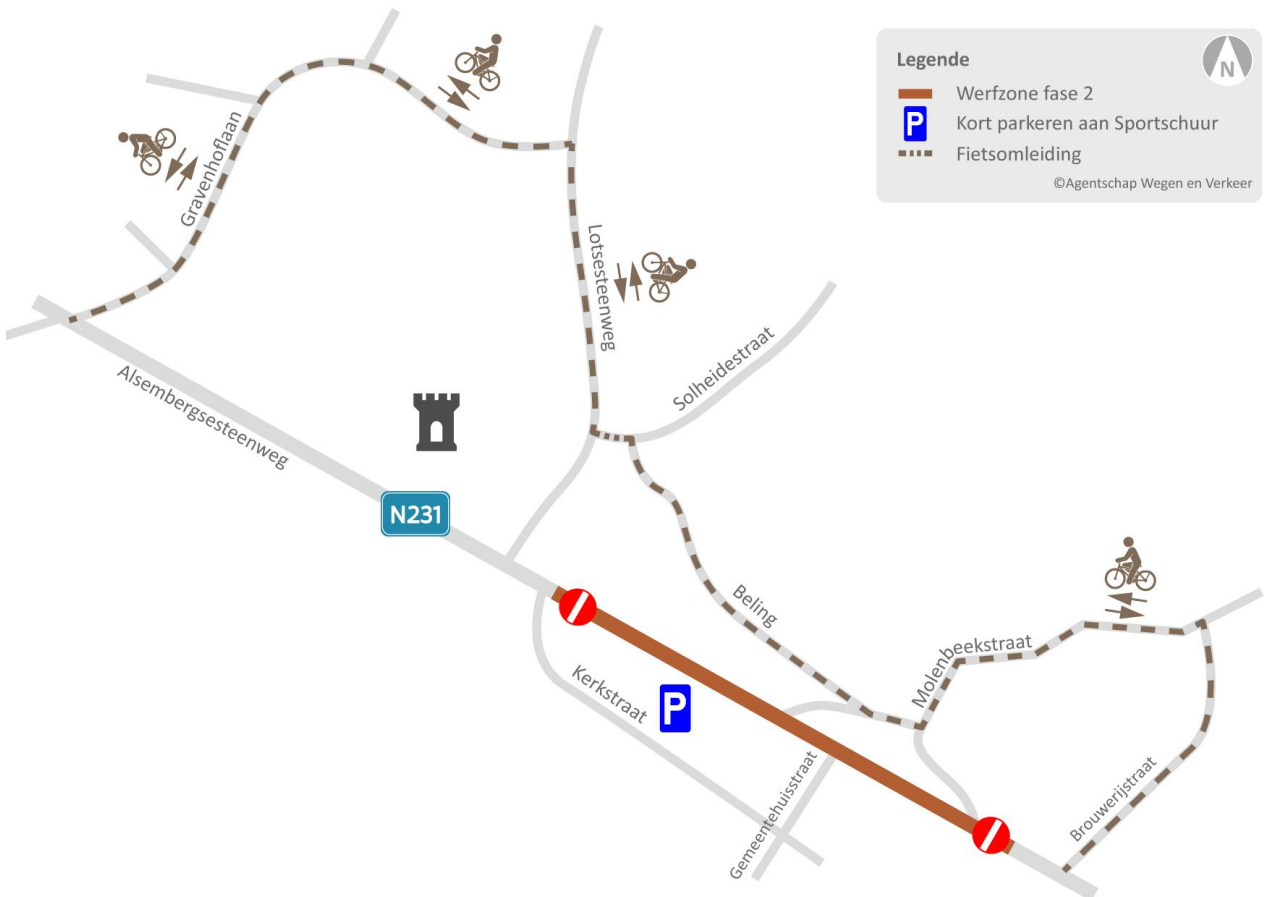 Legende
N
Werfzone fase 2
P
Kort parkeren aan Sportschuur
Fietsomleiding
©Agentschap Wegen en Verkeer
Gravenhoflaan
Lotsesteenweg
Solheidestraat
Alsembergsesteenweg
N231
Beling
Molenbeekstraat
Kerkstraat
P
Gemeentehuisstraat
Brouwerijstraat